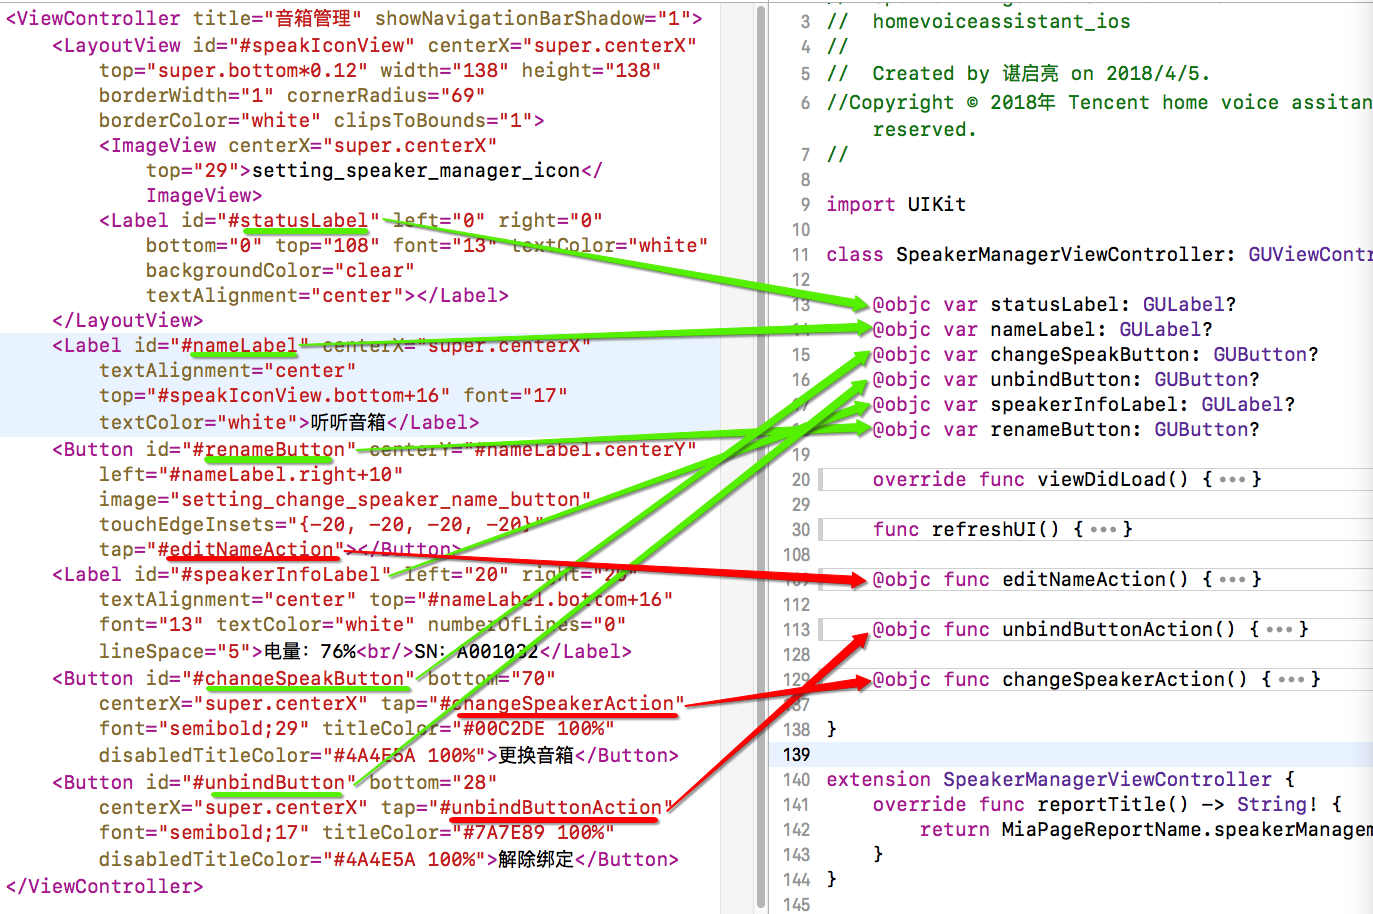 <ViewController title="音箱管理" showNavigationBarShadow="1">
<LayoutView id="#speakIconView" centerX="super.centerX"
top="super.bottom*0.12" width="138" height="138"
borderWidth="1" cornerRadius="69"
borderColor="white" clipsToBounds="1">
<ImageView centerX="super.centerX"
top="29">setting_speaker_manager_icon</
ImageView>
<Label id="#statusLabel" left="0" right="0"
bottom="0" top="108" font="13" textColor="white"
backgroundColor="clear"
textAlignment="center"></Label>
</LayoutView>
<Label id="#nameLabel" centerX="super.centerX"
textAlignment="center"
top="#speakIconView.bottom+16" font="17"
textColor="white">听听音箱</Label>
<Button id="#renameButton" centerY="#nameLabel.centerY"
left="#nameLabel.right+10"
image="setting_change_speaker_name_button"
touchEdgeInsets="{-20, -20, -20, -20}"
tap="#editNameAction"></Button>
<Label id="#speakerInfoLabel" left="20" right="20"
textAlignment="center" top="#nameLabel.bottom+16"
font="13" textColor="white" numberOfLines="0"
lineSpace="5">电量: 76%<br/>SN: A001032</Label>
<Button id="#changeSpeakButton" bottom="70"
centerX="super.centerX" tap="#changeSpeakerAction"
font="semibold;29" titleColor="#00C2DE 100%"
disabledTitleColor="#4A4E5A 100%">更换音箱</Button>
<Button id="#unbindButton" bottom="28"
centerX="super.centerX" tap="#unbindButtonAction"
font="semibold;17" titleColor="#7A7E89 100%"
disabledTitleColor="#4A4E5A 100%">解除绑定</Button>
</ViewController>
3 // homevoiceassistant_ios
4 //
5 // Created by 谌启亮 on 2018/4/5.
6 //Copyright © 2018年 Tencent home voice assitan
reserved.
7 //
8
9 import UIKit
10
11 class SpeakerManagerViewController: GUViewContr
12
13 @objc var statusLabel: GULabel?
14 @objc var nameLabel: GULabel?
15 @objc var changeSpeakButton: GUButton?
16 @objc var unbindButton: GUButton?
17 @objc var speakerInfoLabel: GULabel?
@objc var renameButton: GUButton?
19
20 override func viewDidLoad() {•••}
29
30 func refreshUI() {•••}
108
109 @objc func editNameAction() {•••}
112
113 @objc func unbindButtonAction() {•••}
128
129 @objc func changeSpeakerAction() {•••}
137
138 }
139
140 extension SpeakerManagerViewController {
141 override func reportTitle() -> String! {
142 return MiaPageReportName.speakerManagem
143 }
144 }
145